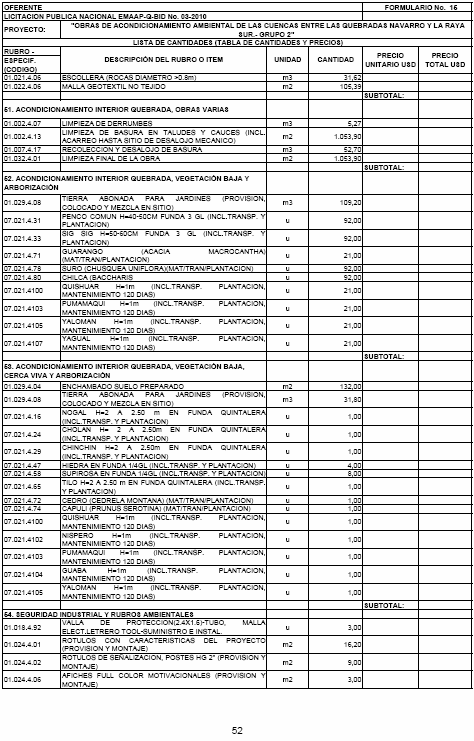 OFERENTE FORMULARIO No. 15
LICITACION PUBLICA NACIONAL EMAAP-Q-BID No. 03-2010
PROYECTO: "OBRAS DE ACONDICIONAMIENTO AMBIENTAL DE LAS CUENCAS ENTRE LAS QUEBRADAS NAVARRO Y LA RAYA
SUR.- GRUPO 2"
LISTA DE CANTIDADES (TABLA DE CANTIDADES Y PRECIOS)
RUBRO - ESPECIF. (CODIGO) DESCRIPCIÓN DEL RUBRO O ITEM UNIDAD CANTIDAD PRECIO UNITARIO USD PRECIO TOTAL USD
01.021.4.06 ESCOLLERA (ROCAS DIAMETRO >0.8m) m3 31,62
01.022.4.06 MALLA GEOTEXTIL NO TEJIDO m2 105,39
SUBTOTAL:
51. ACONDICIONAMIENTO INTERIOR QUEBRADA, OBRAS VARIAS
01.002.4.07 LIMPIEZA DE DERRUMBES m3 5,27
01.002.4.13 LIMPIEZA DE BASURA EN TALUDES Y CAUCES (INCL.
ACARREO HASTA SITIO DE DESALOJO MECANICO) m2 1.053,90
01.007.4.17 RECOLECCION Y DESALOJO DE BASURA m3 52,70
01.032.4.01 LIMPIEZA FINAL DE LA OBRA m2 1.053,90
SUBTOTAL:
52. ACONDICIONAMIENTO INTERIOR QUEBRADA, VEGETACIÓN BAJA Y
ARBORIZACIÓN
01.029.4.08 TIERRA ABONADA PARA JARDINES (PROVISION,
COLOCADO Y MEZCLA EN SITIO) m3 109,20
07.021.4.31 PENCO COMUN H=40-50CM FUNDA 3 GL (INCL.TRANSP. Y
PLANTACION) u 92,00
07.021.4.33 SIG SIG H=50-60CM FUNDA 3 GL (INCL.TRANSP. Y
PLANTACION) u 92,00
07.021.4.71 GUARANGO (ACACIA MACROCANTHA)
(MAT/TRAN/PLANTACION) u 21,00
07.021.4.78 SURO (CHUSQUEA UNIFLORA)(MAT/TRAN/PLANTACION) u 92,00
07.021.4.80 CHILCA (BACCHARIS u 92,00
07.021.4100 QUISHUAR H=1m (INCL.TRANSP. PLANTACION,
MANTENIMIENTO 120 DIAS) u 21,00
07.021.4103 PUMAMAQUI H=1m (INCL.TRANSP. PLANTACION,
MANTENIMIENTO 120 DIAS) u 21,00
07.021.4105 YALOMAN H=1m (INCL.TRANSP. PLANTACION,
MANTENIMIENTO 120 DIAS) u 21,00
07.021.4107 YAGUAL H=1m (INCL.TRANSP. PLANTACION,
MANTENIMIENTO 120 DIAS) u 21,00
SUBTOTAL:
53. ACONDICIONAMIENTO INTERIOR QUEBRADA, VEGETACIÓN BAJA,
CERCA VIVA Y ARBORIZACIÓN
01.029.4.04 ENCHAMBADO SUELO PREPARADO m2 132,00
01.029.4.08 TIERRA ABONADA PARA JARDINES (PROVISION,
COLOCADO Y MEZCLA EN SITIO) m3 31,80
07.021.4.16 NOGAL H=2 A 2.50 m EN FUNDA QUINTALERA
(INCL.TRANSP. Y PLANTACION) u 1,00
07.021.4.24 CHOLAN H= 2 A 2.50m EN FUNDA QUINTALERA
(INCL.TRANSP. Y PLANTACION) u 1,00
07.021.4.29 CHINCHIN H=2 A 2.50m EN FUNDA QUINTALERA
(INCL.TRANSP. Y PLANTACION) u 1,00
07.021.4.47 HIEDRA EN FUNDA 1/4GL (INCL.TRANSP. Y PLANTACION) u 4,00
07.021.4.58 SUPIROSA EN FUNDA 1/4GL (INCL.TRANSP. Y PLANTACION) u 8,00
07.021.4.65 TILO H=2 A 2.50 m EN FUNDA QUINTALERA (INCL.TRANSP.
Y PLANTACION) u 1,00
07.021.4.72 CEDRO (CEDRELA MONTANA) (MAT/TRAN/PLANTACION) u 1,00
07.021.4.74 CAPULI (PRUNUS SEROTINA) (MAT/TRAN/PLANTACION) u 1,00
07.021.4100 QUISHUAR H=1m (INCL.TRANSP. PLANTACION,
MANTENIMIENTO 120 DIAS) u 1,00
07.021.4102 NISPERO H=1m (INCL.TRANSP. PLANTACION,
MANTENIMIENTO 120 DIAS) u 1,00
07.021.4103 PUMAMAQUI H=1m (INCL.TRANSP. PLANTACION,
MANTENIMIENTO 120 DIAS) u 1,00
07.021.4104 GUABA H=1m (INCL.TRANSP. PLANTACION,
MANTENIMIENTO 120 DIAS) u 1,00
07.021.4105 YALOMAN H=1m (INCL.TRANSP. PLANTACION,
MANTENIMIENTO 120 DIAS) u 1,00
SUBTOTAL:
54. SEGURIDAD INDUSTRIAL Y RUBROS AMBIENTALES
01.018.4.92 VALLA DE PROTECCION(2.4X1.5)-TUBO, MALLA
ELECT.LETRERO TOOL-SUMINISTRO E INSTAL. u 3,00
01.024.4.01 ROTULOS CON CARACTERISTICAS DEL PROYECTO
(PROVISION Y MONTAJE) m2 16,20
01.024.4.02 ROTULOS DE SEÑALIZACION, POSTES HG 2" (PROVISION Y
MONTAJE) m2 9,00
01.024.4.06 AFICHES FULL COLOR MOTIVACIONALES (PROVISION Y
MONTAJE) m2 3,00
52